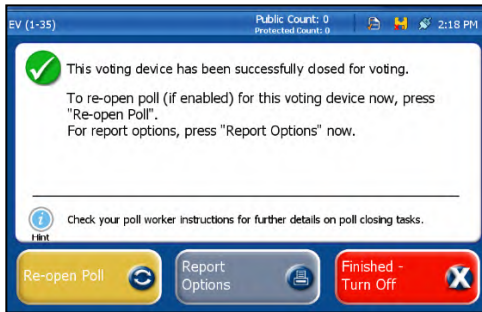 EV (1-35)
Public Count: 0
Protected Count: 0
2:18 PM
This voting device has been successfully closed for voting.
To re-open poll (if enabled) for this voting device now, press
"Re-open Poll".
For report options, press "Report Options" now.
Check your poll worker instructions for further details on poll closing tasks.
Hint
Re-open Poll
Report
Options
Finished -
Turn Off